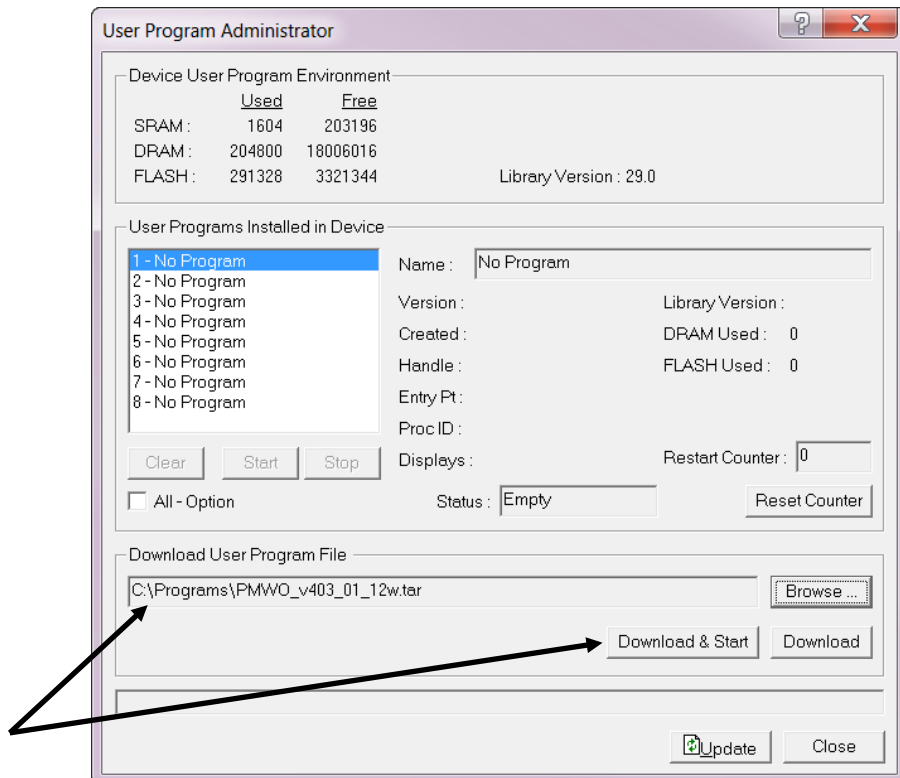 User Program Administrator
Device User Program Environment
Used Free
SRAM : 1604 203196
DRAM : 204800 18006016
FLASH : 291328 3321344 Library Version : 29.0
User Programs Installed in Device
1 - No Program
2 - No Program
3 - No Program
4 - No Program
5 - No Program
6 - No Program
7 - No Program
8 - No Program
Name : No Program
Version : Library Version :
Created : DRAM Used : 0
Handle : FLASH Used : 0
Entry Pt :
Proc ID :
Displays : Restart Counter : 0
Clear Start Stop
All - Option Status : Empty Reset Counter
Download User Program File
C:\Programs\PMWO_v403_01_12w.tar Browse ...
Download & Start Download
Update Close